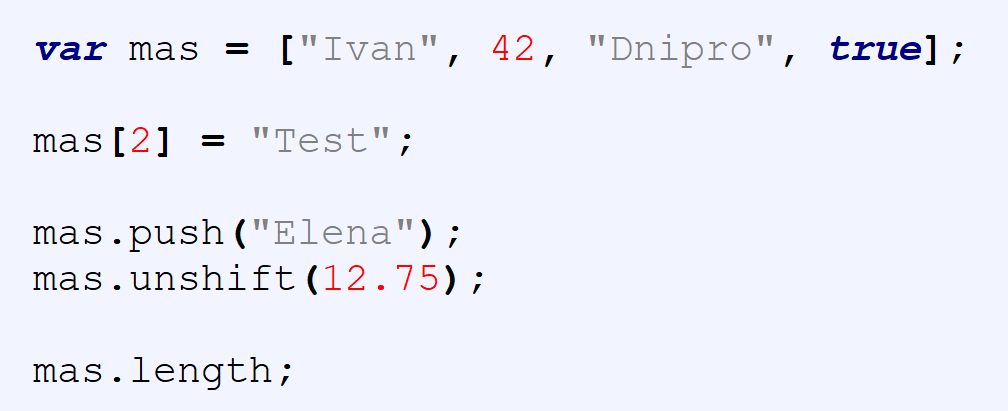 var mas = ["Ivan", 42, "Dnipro", true];
mas[2] = "Test";
mas.push("Elena");
mas.unshift(12.75);
mas.length;